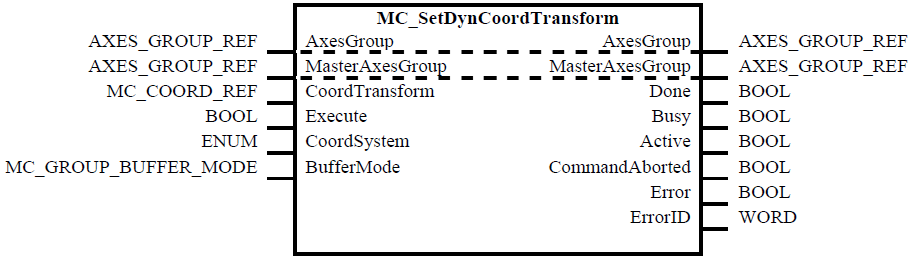 MC_SetDynCoordTransform
AXES_GROUP_REF AxesGroup AxesGroup AXES_GROUP_REF
AXES_GROUP_REF MasterAxesGroup MasterAxesGroup AXES_GROUP_REF
MC_COORD_REF CoordTransform Done BOOL
BOOL Execute Busy BOOL
ENUM CoordSystem Active BOOL
MC_GROUP_BUFFER_MODE BufferMode CommandAborted BOOL
Error BOOL
ErrorID WORD